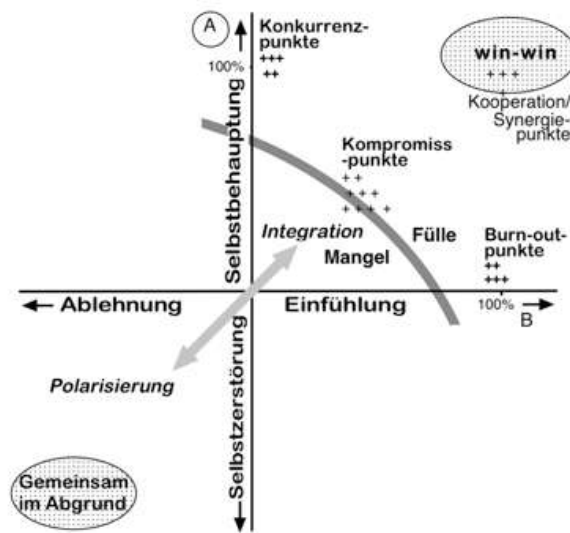 A
Konkurrenz-
punkte
100%
win-win
Kooperation/
Synergie-
punkte
Selbstbehauptung
Kompromiss
-punkte
Integration
Mangel
Fülle
Burn-out-
punkte
Ablehnung
Einfühlung
100%
B
Polarisierung
Selbstzerstörung
Gemeinsam
im Abgrund